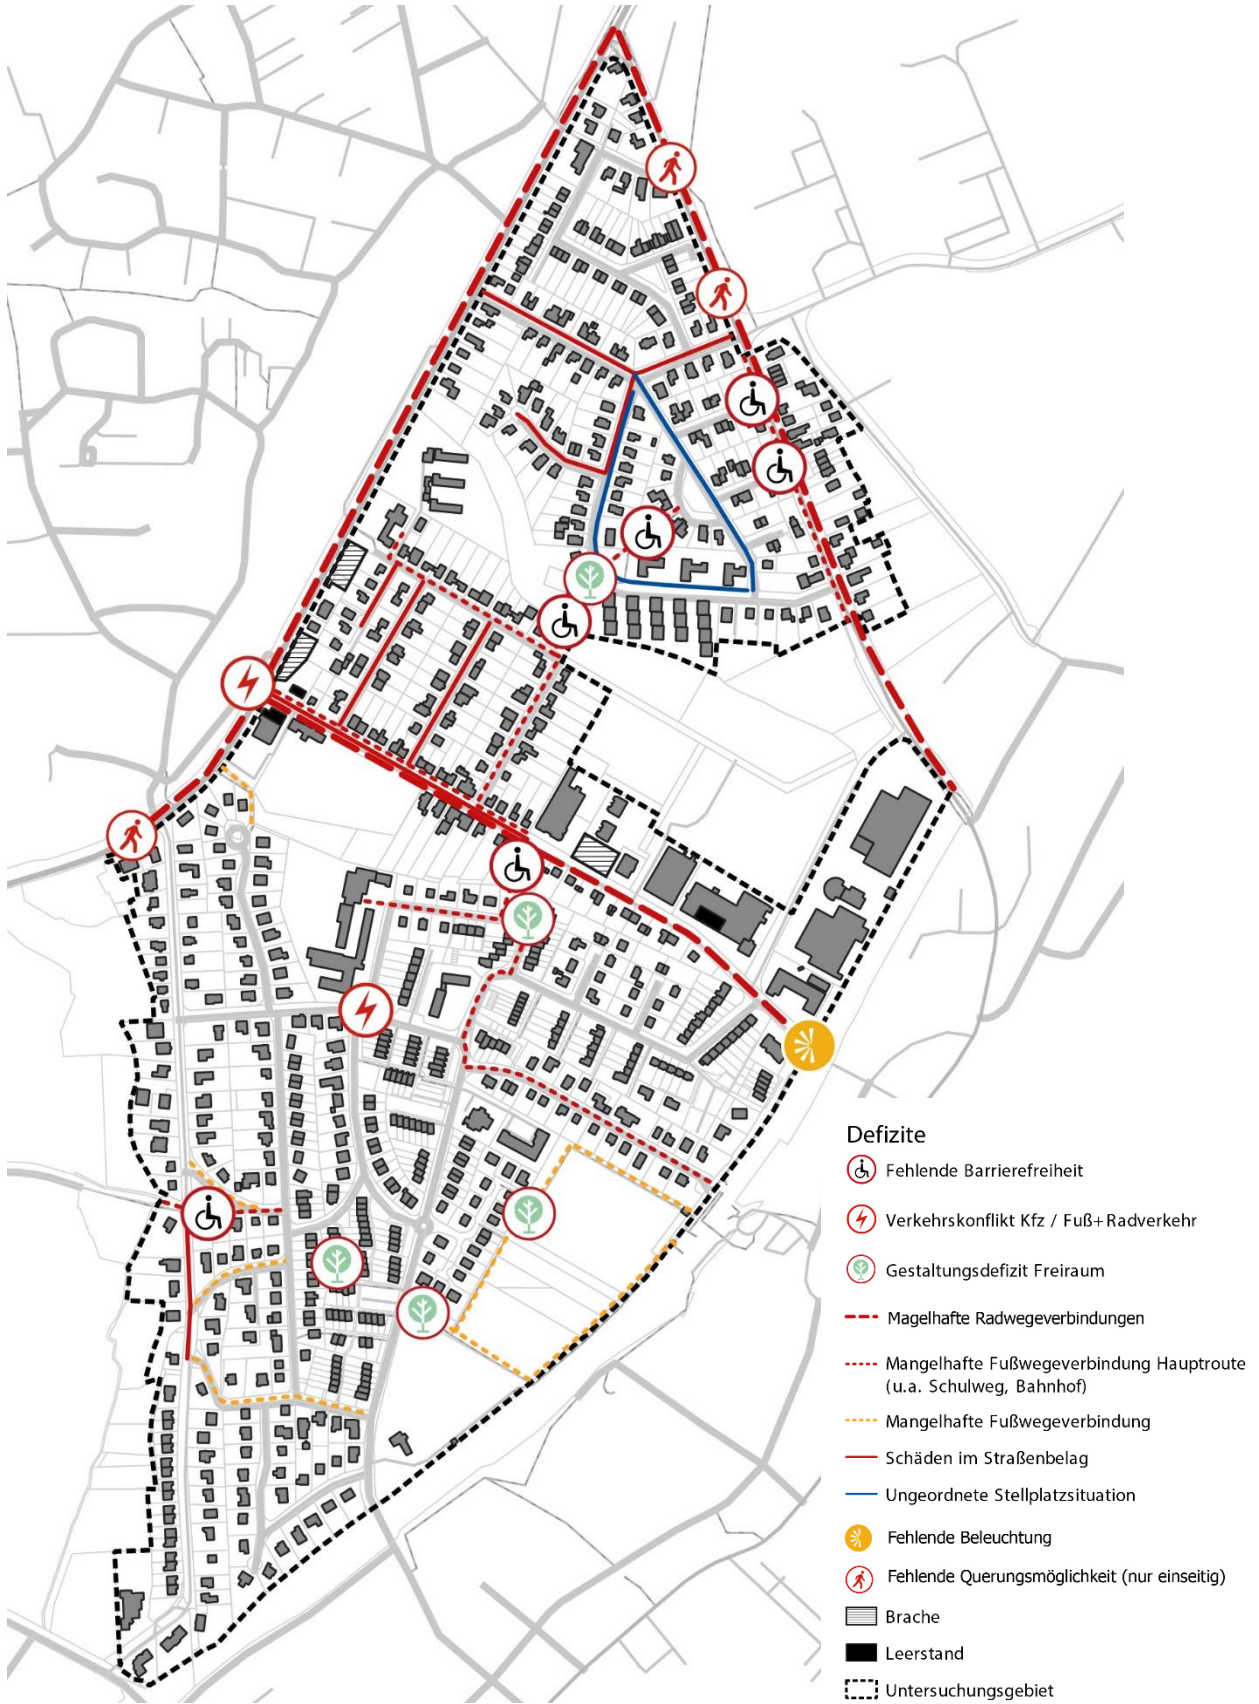 Defizite
Fehlende Barrierefreiheit
Verkehrskonflikt Kfz / Fuß+Radverkehr
Gestaltungsdefizit Freiraum
Magelhafte Radwegeverbindungen
Mangelhafte Fußwegeverbindung Hauptroute
(u.a. Schulweg, Bahnhof)
Mangelhafte Fußwegeverbindung
Schäden im Straßenbelag
Ungeordnete Stellplatzsituation
Fehlende Beleuchtung
Fehlende Querungsmöglichkeit (nur einseitig)
Brache
Leerstand
Untersuchungsgebiet